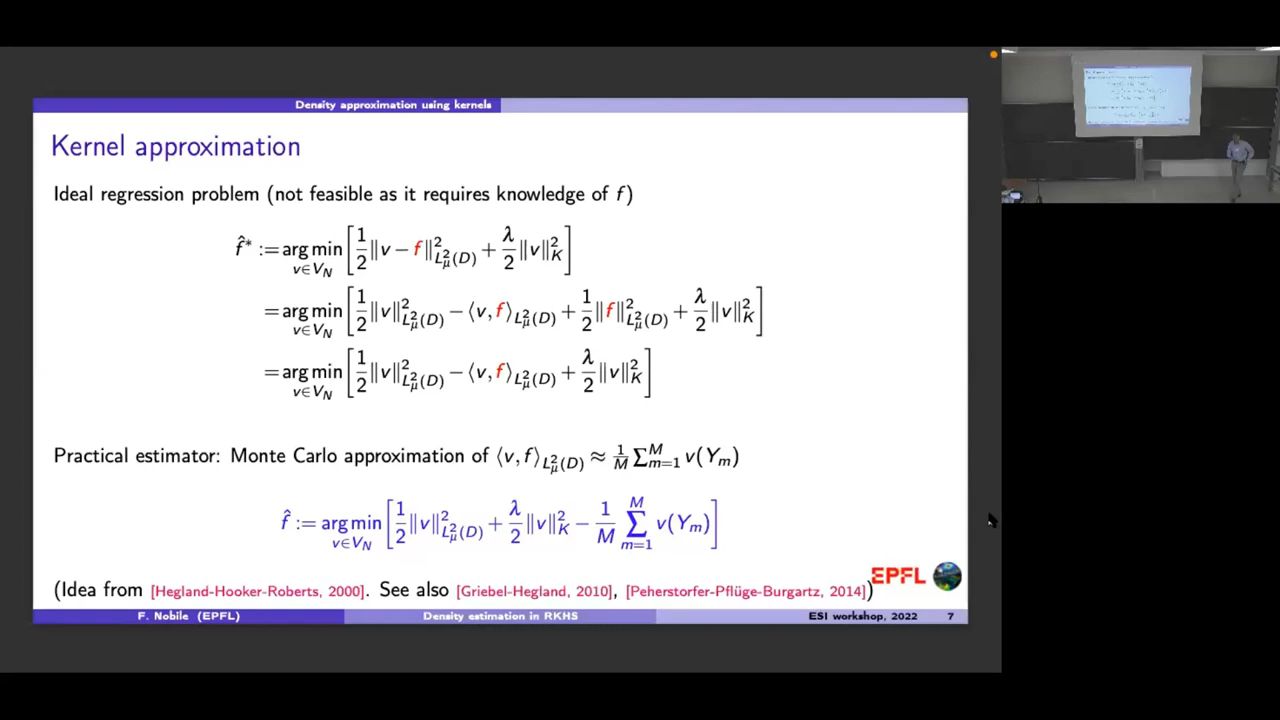 Density approximation using kernels
Kernel approximation
Ideal regression problem (not feasible as it requires knowledge of f)
f̂* := arg min_{v∈V_N} [ 1/2 ‖v − f‖²_{L²_μ(D)} + λ/2 ‖v‖²_K ]
= arg min_{v∈V_N} [ 1/2 ‖v‖²_{L²_μ(D)} − ⟨v, f⟩_{L²_μ(D)} + 1/2 ‖f‖²_{L²_μ(D)} + λ/2 ‖v‖²_K ]
= arg min_{v∈V_N} [ 1/2 ‖v‖²_{L²_μ(D)} − ⟨v, f⟩_{L²_μ(D)} + λ/2 ‖v‖²_K ]
Practical estimator: Monte Carlo approximation of ⟨v, f⟩_{L²_μ(D)} ≈ 1/M ∑^M_{m=1} v(Y_m)
f̂ := arg min_{v∈V_N} [ 1/2 ‖v‖²_{L²_μ(D)} + λ/2 ‖v‖²_K − 1/M ∑^M_{m=1} v(Y_m) ]
EPFL
(Idea from [Hegland-Hooker-Roberts, 2000]. See also [Griebel-Hegland, 2010], [Peherstorfer-Pflüge-Burgartz, 2014])
F. Nobile (EPFL) Density estimation in RKHS ESI workshop, 2022 7